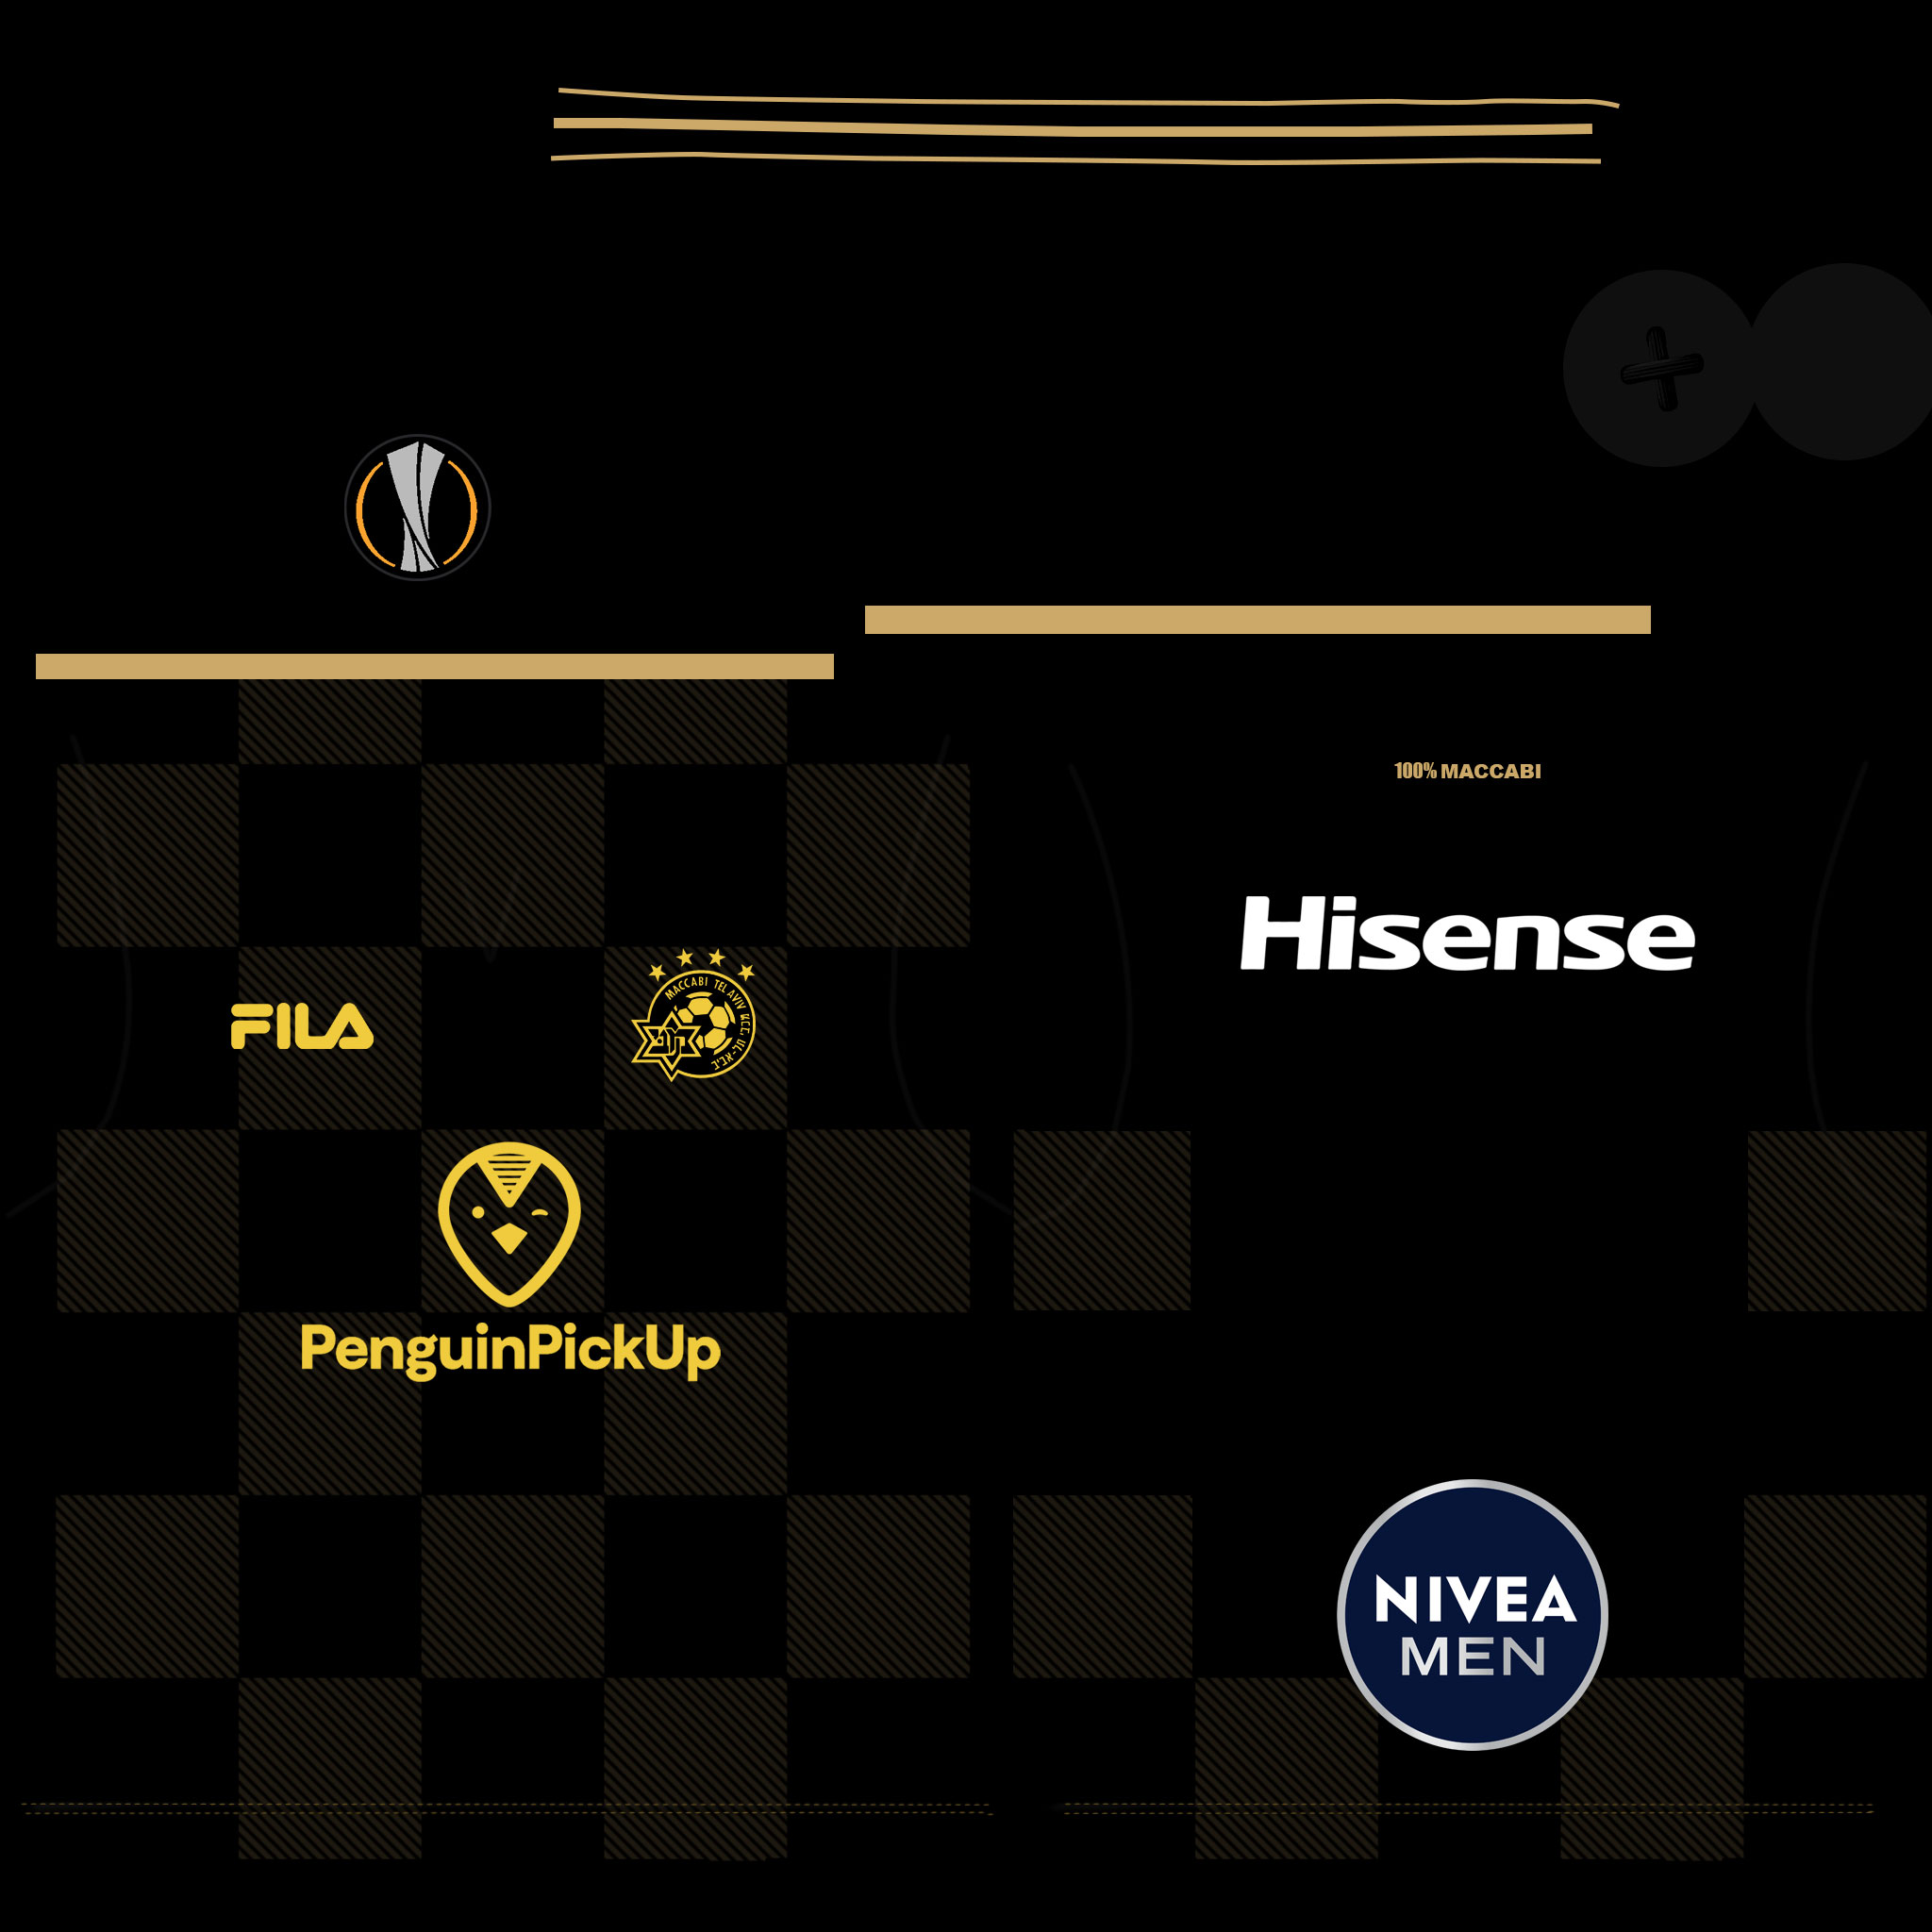 100% MACCABI
Hisense
FILA
MACCABI TEL AVIV
PenguinPickUp
NIVEA
MEN